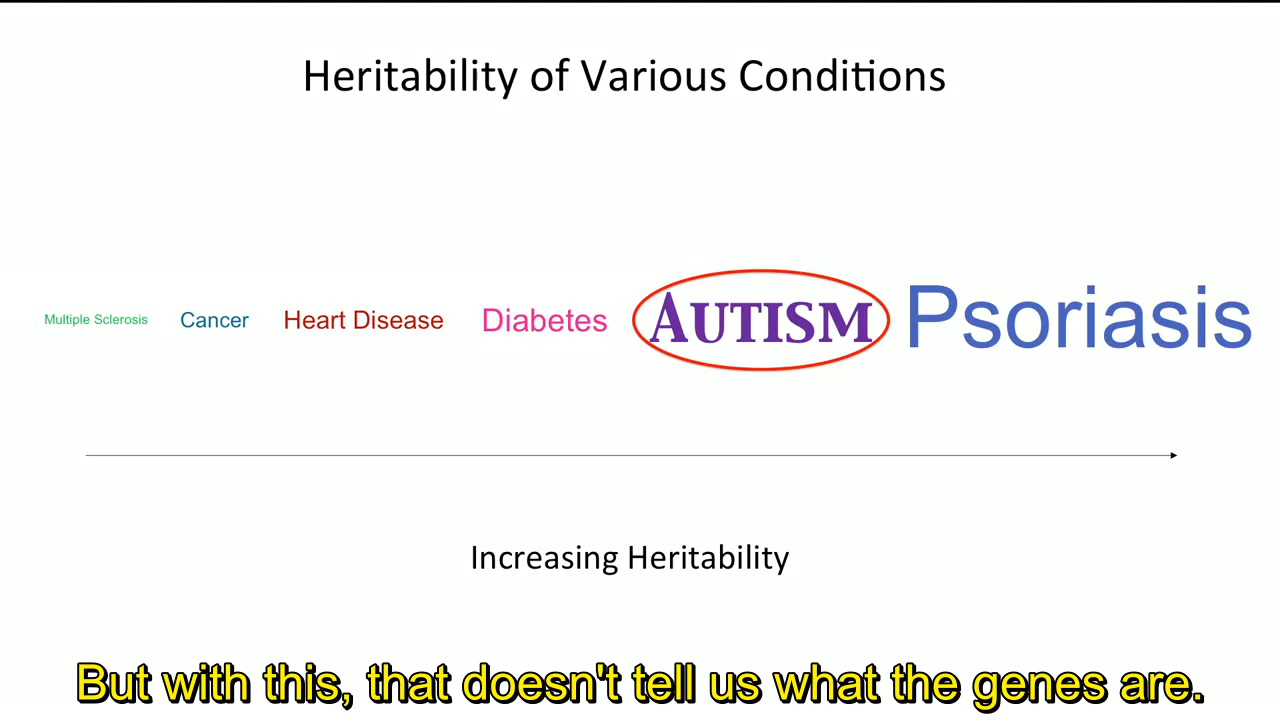 Heritability of Various Conditions
Multiple Sclerosis Cancer Heart Disease Diabetes AUTISM Psoriasis
Increasing Heritability
But with this, that doesn't tell us what the genes are.